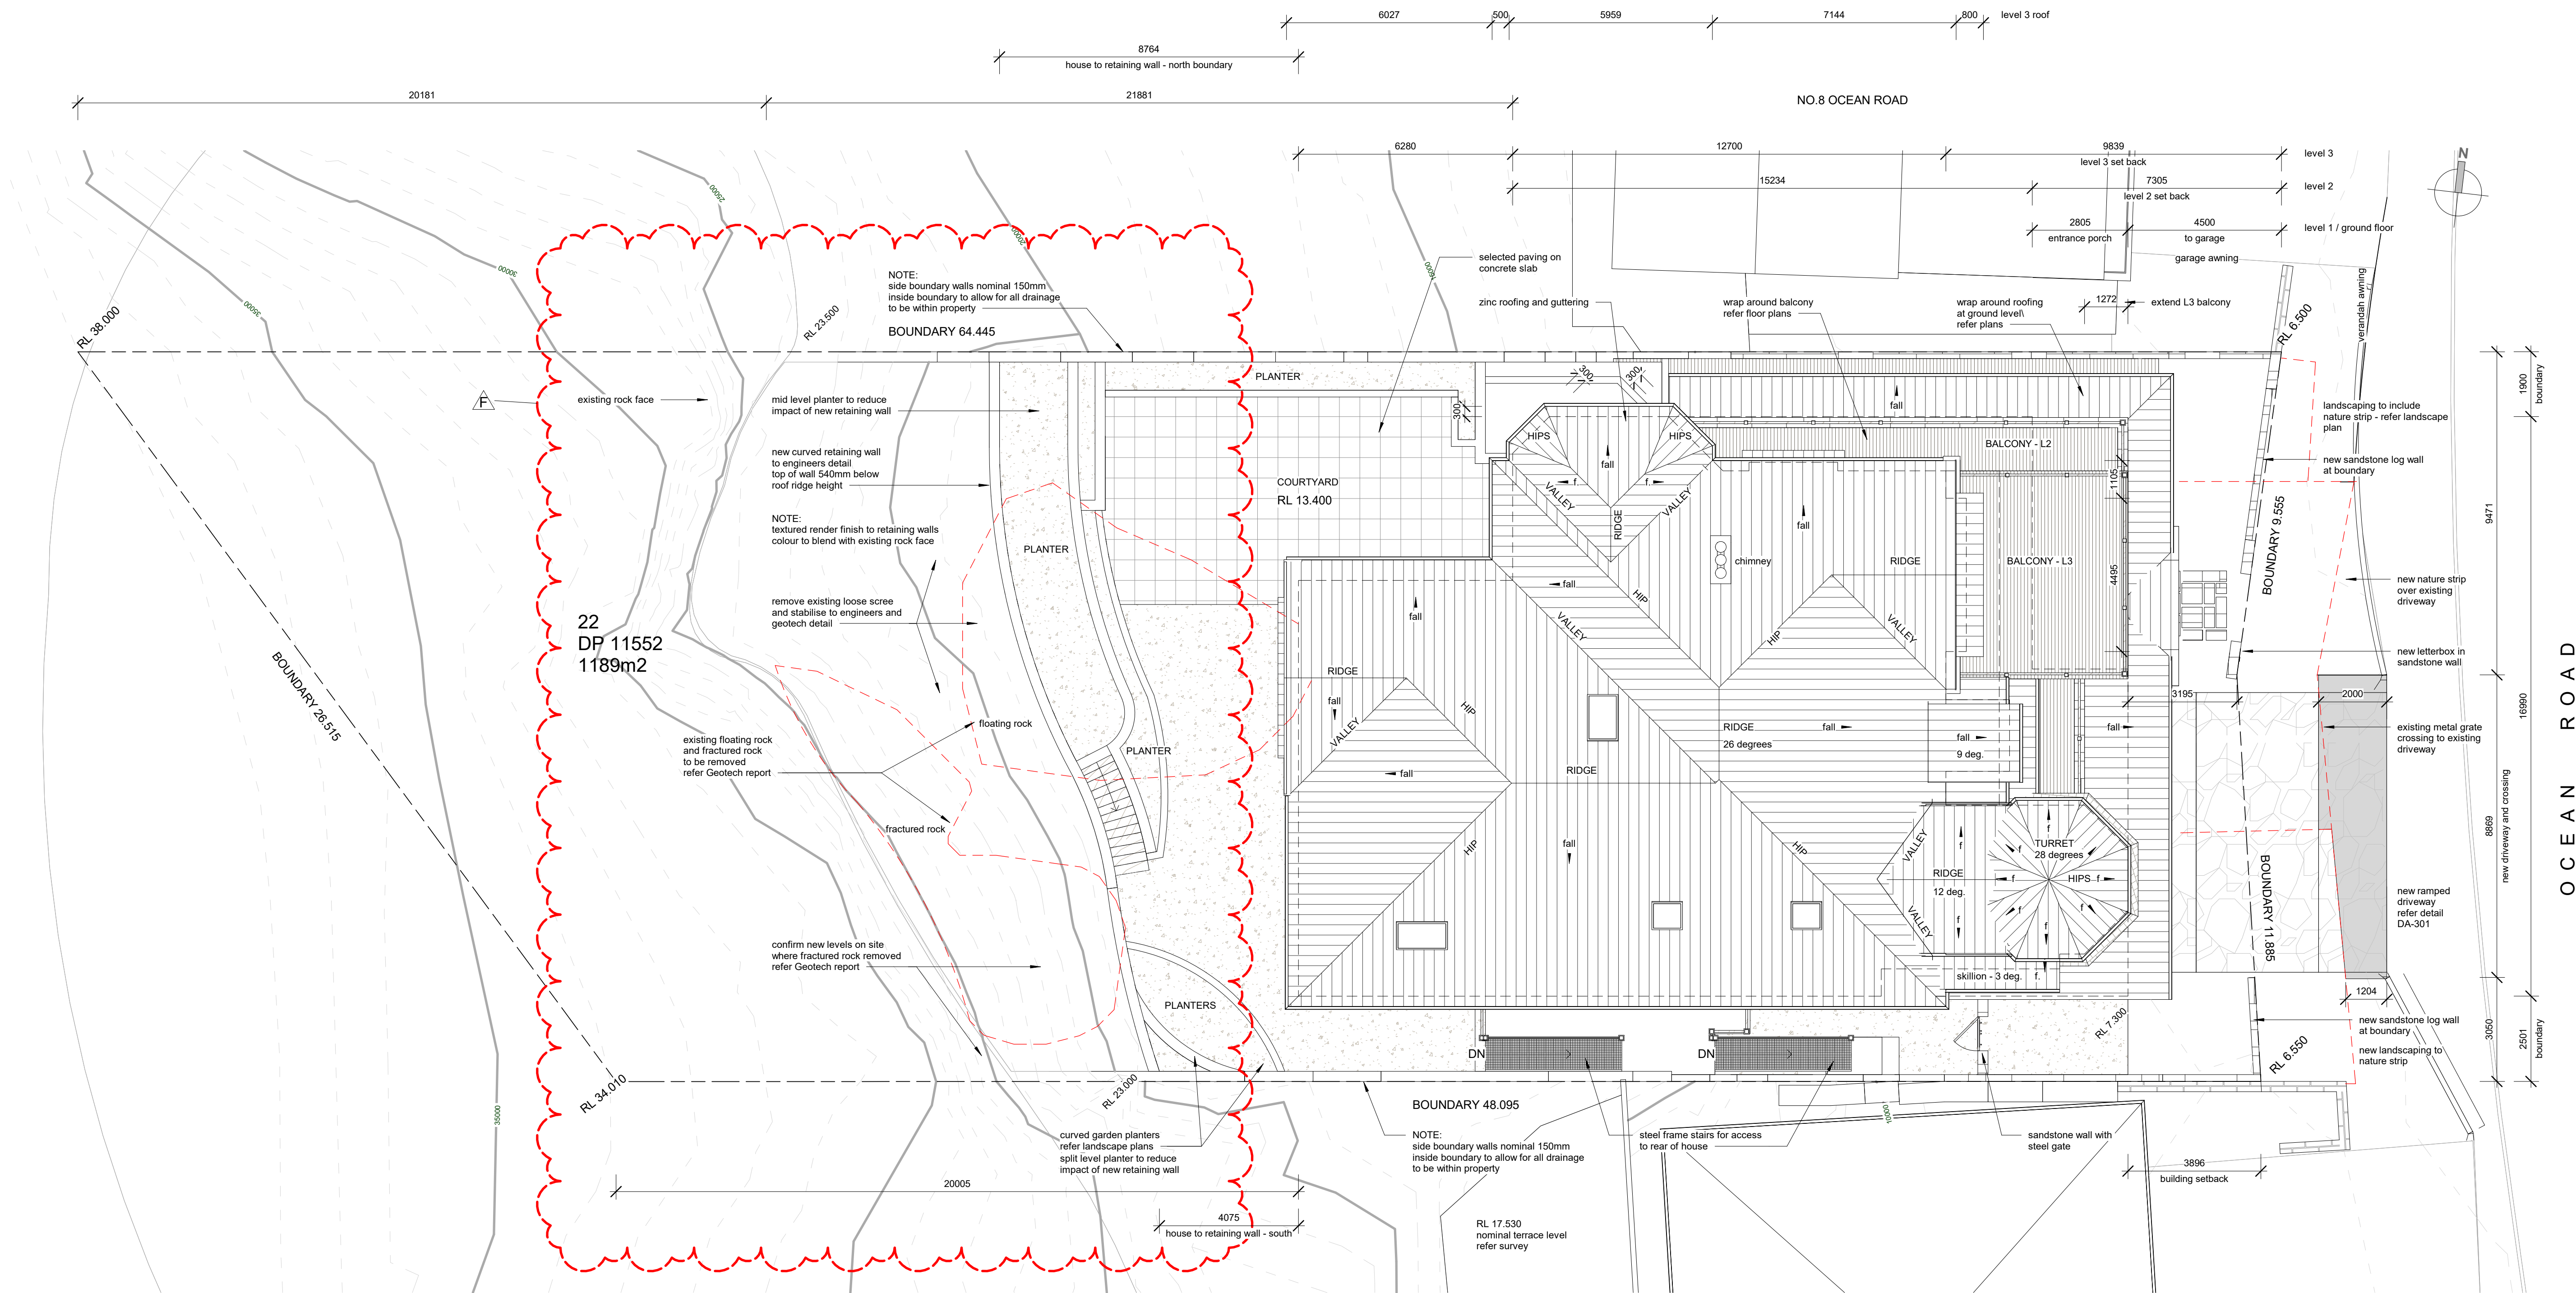 6027
500
5959
7144
800
level 3 roof
8764
house to retaining wall - north boundary
20181
21881
NO.8 OCEAN ROAD
6280
12700
9839
level 3 set back
level 3
15234
7305
level 2 set back
level 2
2805
entrance porch
4500
to garage
level 1 / ground floor
garage awning
N
25000
30000
35000
20000
15000
verandah awning
NOTE:
side boundary walls nominal 150mm
inside boundary to allow for all drainage
to be within property
BOUNDARY 64.445
selected paving on
concrete slab
zinc roofing and guttering
wrap around balcony
refer floor plans
wrap around roofing
at ground level\
refer plans
1272
extend L3 balcony
RL 38.000
RL 23.500
RL 6.500
F
existing rock face
mid level planter to reduce
impact of new retaining wall
PLANTER
300
300
300
fall
landscaping to include
nature strip - refer landscape
plan
1900
boundary
new curved retaining wall
to engineers detail
top of wall 540mm below
roof ridge height
HIPS
HIPS
fall
f
f
VALLEY
VALLEY
RIDGE
BALCONY - L2
1105
new sandstone log wall
at boundary
COURTYARD
RL 13.400
NOTE:
textured render finish to retaining walls
colour to blend with existing rock face
PLANTER
fall
chimney
RIDGE
BALCONY - L3
4495
BOUNDARY 9.555
9471
new nature strip
over existing
driveway
remove existing loose scree
and stabilise to engineers and
geotech detail
fall
fall
HIP
VALLEY
HIP
VALLEY
22
DP 11552
1189m2
BOUNDARY 26.515
RIDGE
fall
VALLEY
HIP
new letterbox in
sandstone wall
3195
2000
16990
OCEAN ROAD
floating rock
existing floating rock
and fractured rock
to be removed
refer Geotech report
PLANTER
fall
RIDGE
RIDGE
26 degrees
fall
fall
9 deg.
fall
existing metal grate
crossing to existing
driveway
fractured rock
HIP
fall
HIP
VALLEY
RIDGE
12 deg.
VALLEY
f
f
f
f
TURRET
28 degrees
HIPS
f
f
f
f
f
BOUNDARY 11.885
8869
new driveway and crossing
new ramped
driveway
refer detail
DA-301
confirm new levels on site
where fractured rock removed
refer Geotech report
PLANTERS
skillion - 3 deg.
f.
1204
RL 7.300
new sandstone log wall
at boundary
new landscaping to
nature strip
3050
2501
boundary
RL 6.550
DN
DN
RL 34.010
RL 23.000
35000
BOUNDARY 48.095
10000
curved garden planters
refer landscape plans
split level planter to reduce
impact of new retaining wall
NOTE:
side boundary walls nominal 150mm
inside boundary to allow for all drainage
to be within property
steel frame stairs for access
to rear of house
sandstone wall with
steel gate
3896
building setback
20005
4075
house to retaining wall - south
RL 17.530
nominal terrace level
refer survey